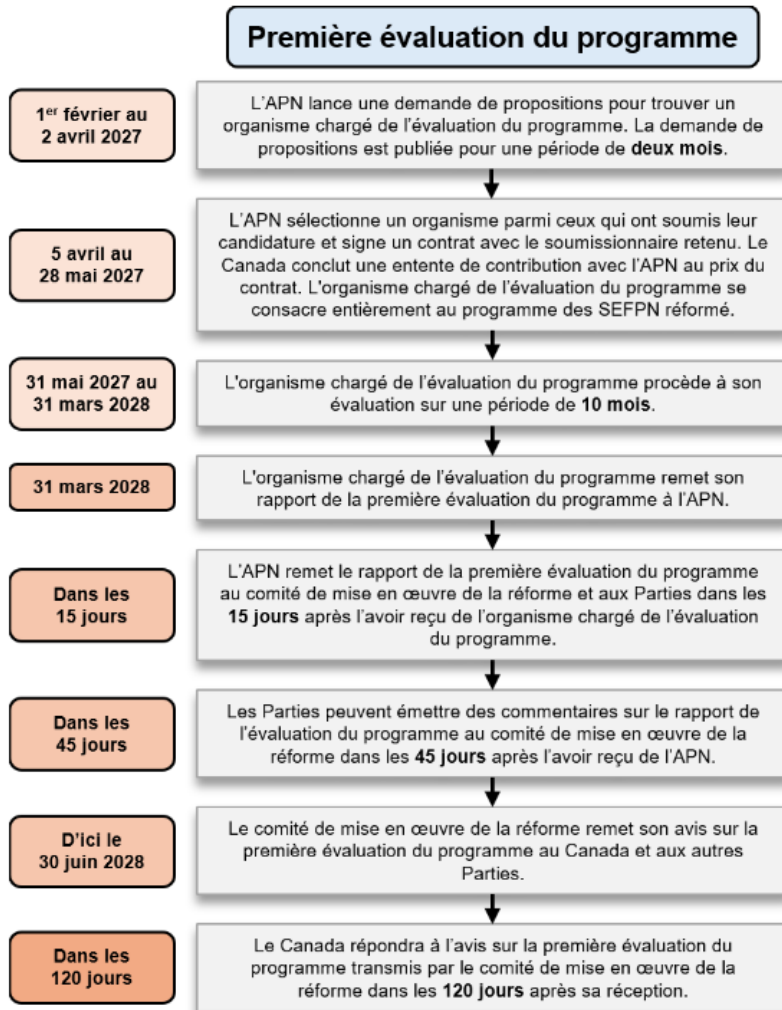 Première évaluation du programme
1er février au
2 avril 2027
L'APN lance une demande de propositions pour trouver un
organisme chargé de l'évaluation du programme. La demande de
propositions est publiée pour une période de deux mois.
5 avril au
28 mai 2027
L'APN sélectionne un organisme parmi ceux qui ont soumis leur
candidature et signe un contrat avec le soumissionnaire retenu. Le
Canada conclut une entente de contribution avec l'APN au prix du
contrat. L'organisme chargé de l'évaluation du programme se
consacre entièrement au programme des SEFPN réformé.
31 mai 2027 au
31 mars 2028
L'organisme chargé de l'évaluation du programme procède à son
évaluation sur une période de 10 mois.
31 mars 2028
L'organisme chargé de l'évaluation du programme remet son
rapport de la première évaluation du programme à l'APN.
Dans les
15 jours
L'APN remet le rapport de la première évaluation du programme
au comité de mise en œuvre de la réforme et aux Parties dans les
15 jours après l'avoir reçu de l'organisme chargé de l'évaluation
du programme.
Dans les
45 jours
Les Parties peuvent émettre des commentaires sur le rapport de
l'évaluation du programme au comité de mise en œuvre de la
réforme dans les 45 jours après l'avoir reçu de l'APN.
D'ici le
30 juin 2028
Le comité de mise en œuvre de la réforme remet son avis sur la
première évaluation du programme au Canada et aux autres
Parties.
Dans les
120 jours
Le Canada répondra à l'avis sur la première évaluation du
programme transmis par le comité de mise en œuvre de la
réforme dans les 120 jours après sa réception.